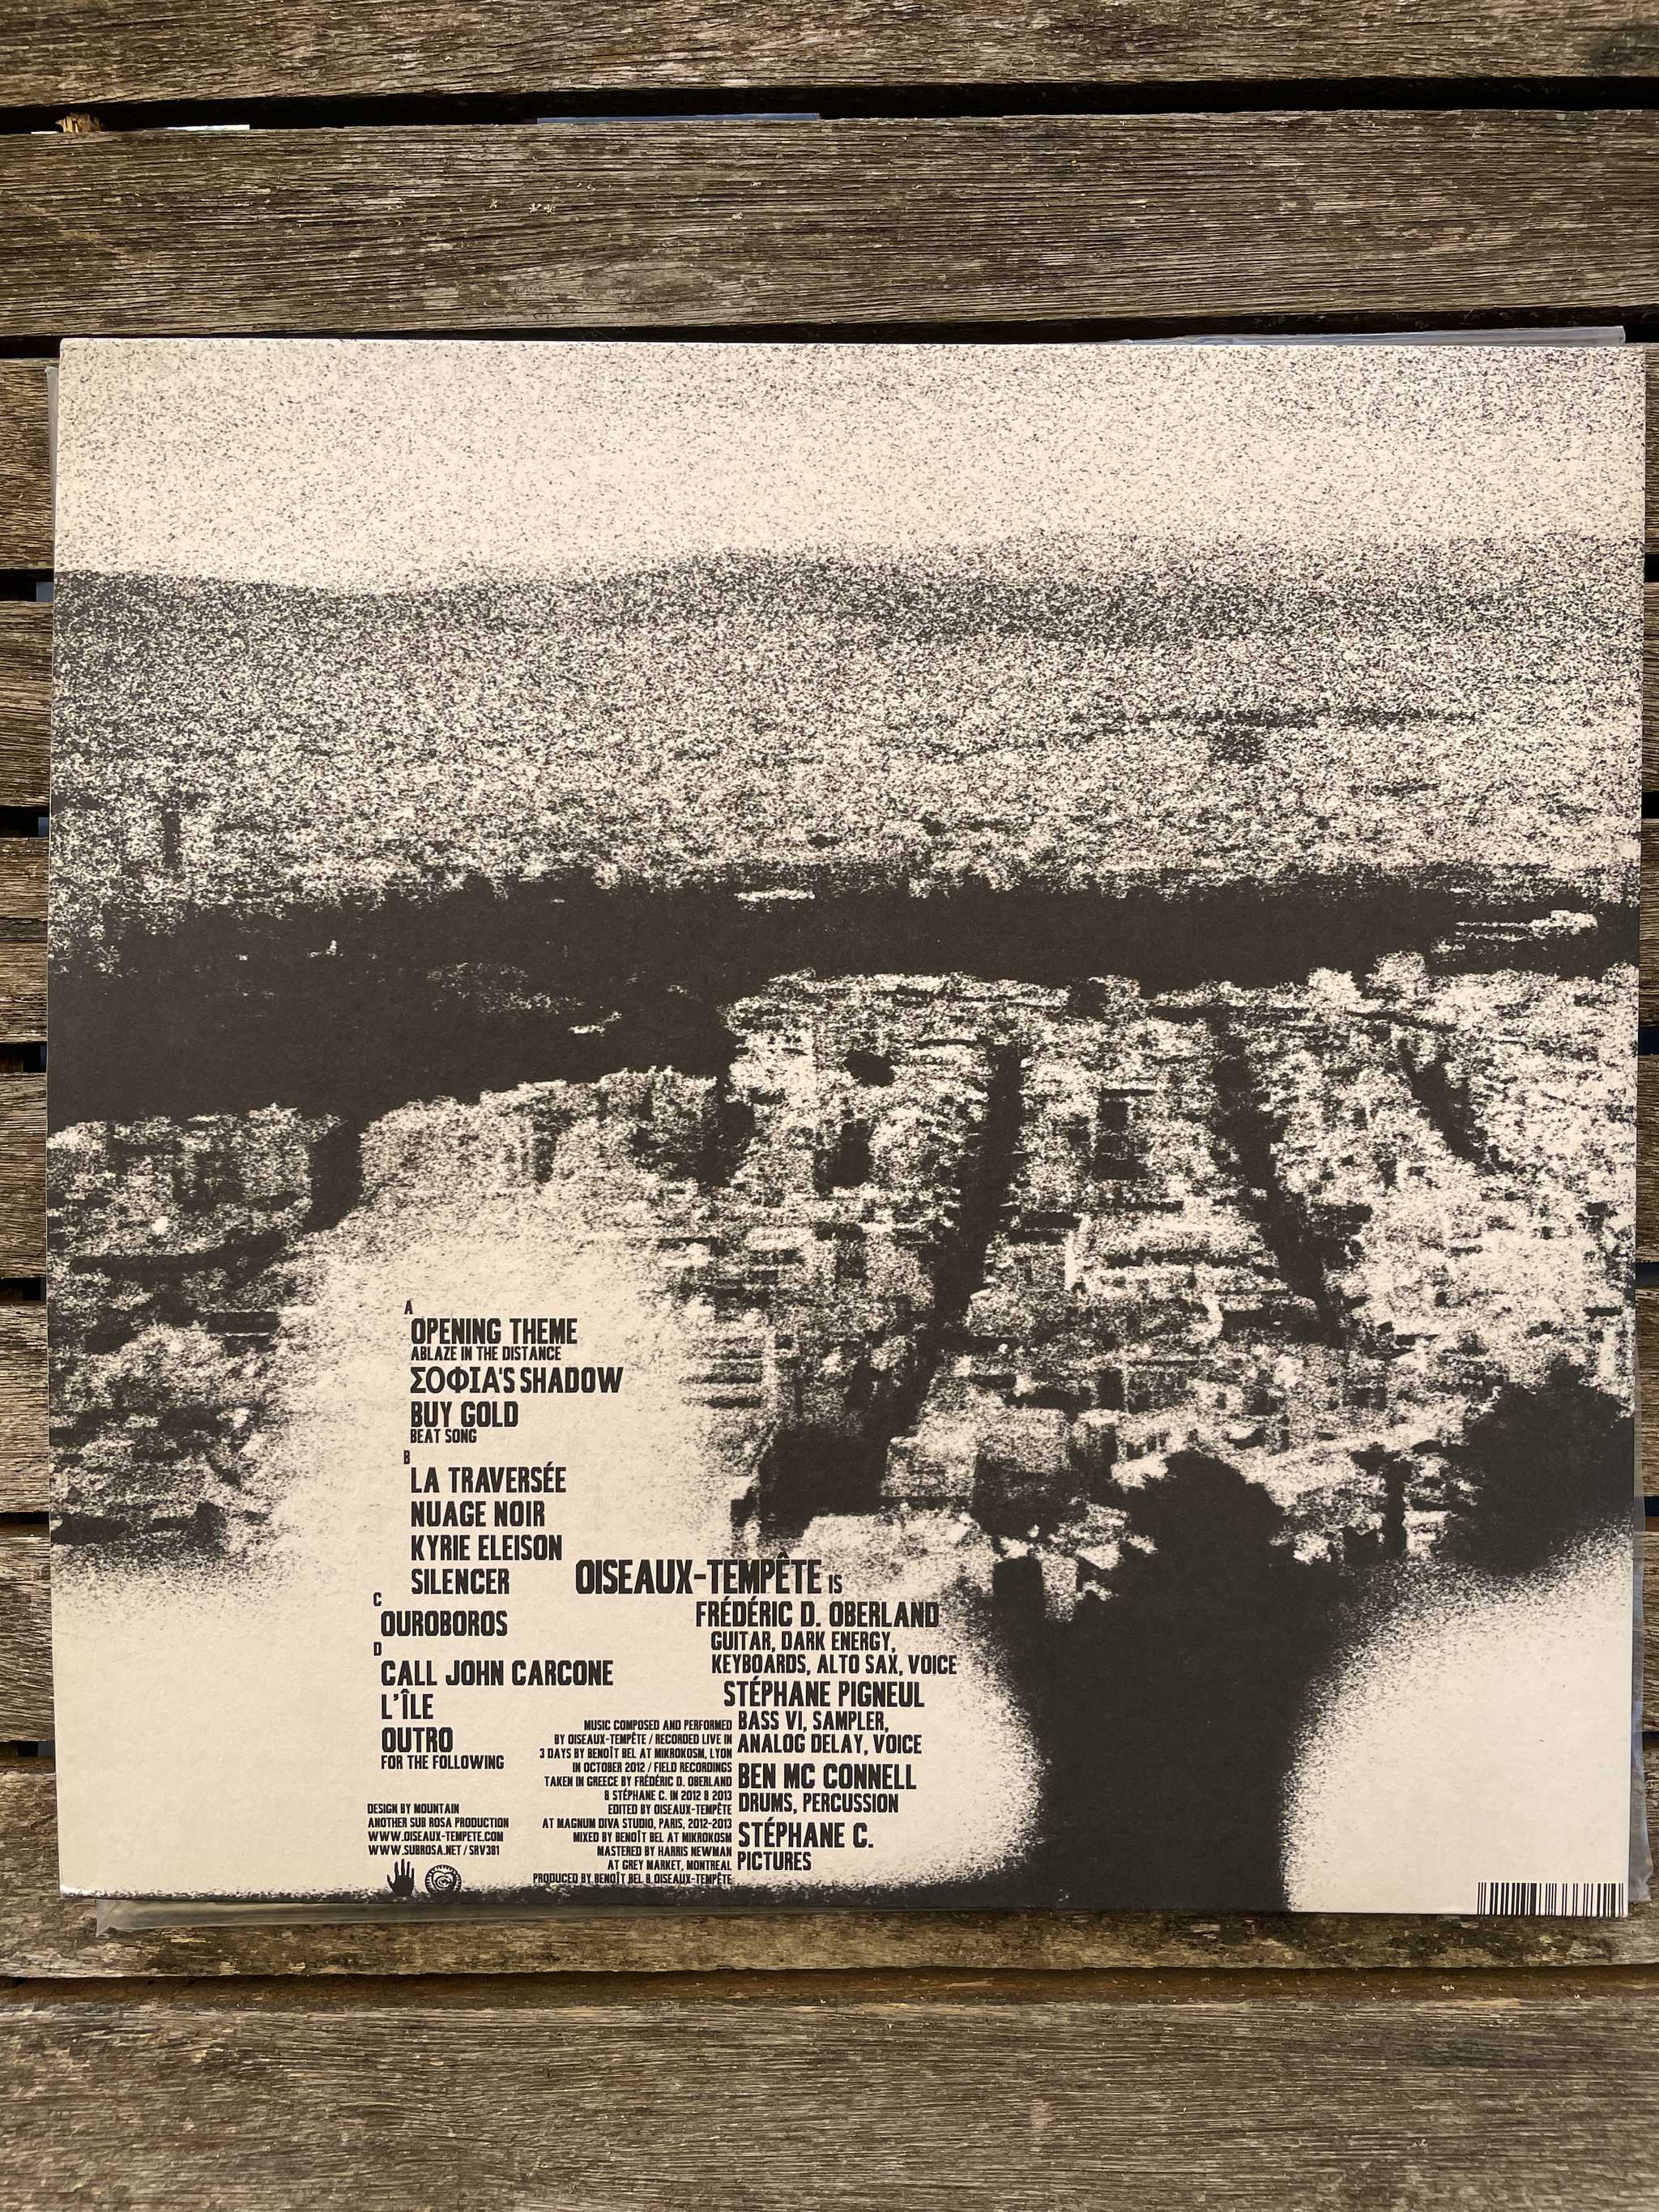 A
OPENING THEME
ABLAZE IN THE DISTANCE
ΣΟΦΙΑ'S SHADOW
BUY GOLD
BEAT SONG
B
LA TRAVERSÉE
NUAGE NOIR
KYRIE ELEISON
SILENCER
C
OUROBOROS
D
CALL JOHN CARCONE
L'ÎLE
OUTRO
FOR THE FOLLOWING
DESIGN BY MOUNTAIN
ANOTHER SUB ROSA PRODUCTION
WWW.OISEAUX-TEMPETE.COM
WWW.SUBROSA.NET / SRV381
OISEAUX-TEMPÊTE IS
FRÉDÉRIC D. OBERLAND
GUITAR, DARK ENERGY,
KEYBOARDS, ALTO SAX, VOICE
STÉPHANE PIGNEUL
BASS VI, SAMPLER,
ANALOG DELAY, VOICE
BEN MC CONNELL
DRUMS, PERCUSSION
STÉPHANE C.
PICTURES
MUSIC COMPOSED AND PERFORMED
BY OISEAUX-TEMPÊTE / RECORDED LIVE IN
3 DAYS BY BENOÎT BEL AT MIKROKOSM, LYON
IN OCTOBER 2012 / FIELD RECORDINGS
TAKEN IN GREECE BY FRÉDÉRIC D. OBERLAND
& STÉPHANE C. IN 2012 & 2013
EDITED BY OISEAUX-TEMPÊTE
AT MAGNUM DIVA STUDIO, PARIS, 2012-2013
MIXED BY BENOÎT BEL AT MIKROKOSM
MASTERED BY HARRIS NEWMAN
AT GREY MARKET, MONTREAL
PRODUCED BY BENOÎT BEL & OISEAUX-TEMPÊTE